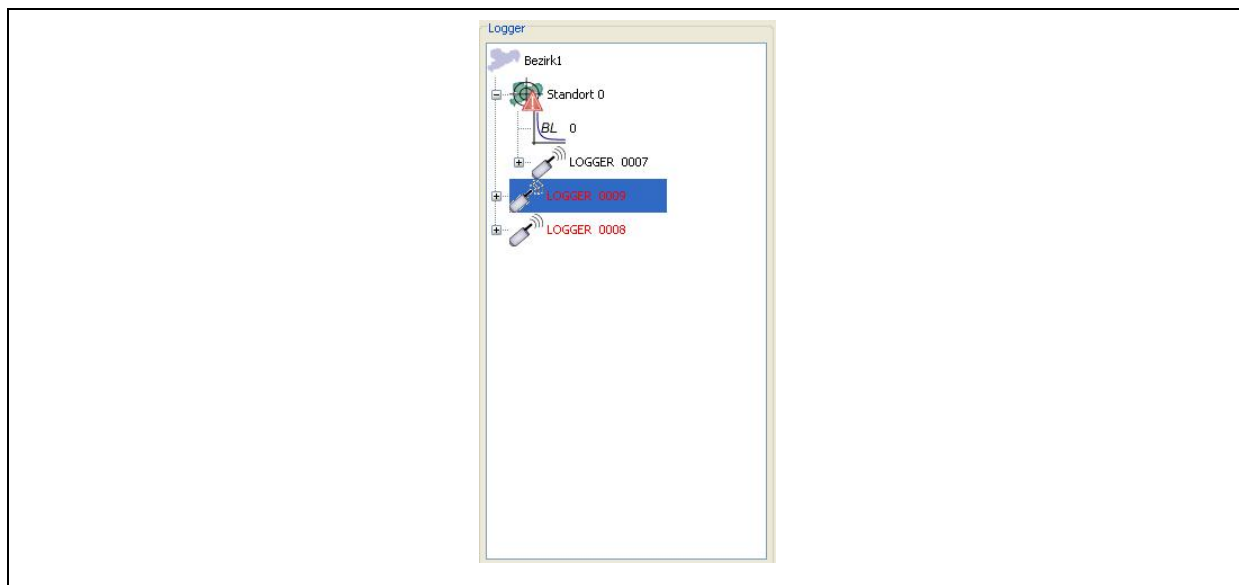 Logger
Bezirk1
Standort 0
BL 0
LOGGER 0007
LOGGER 0009
LOGGER 0008